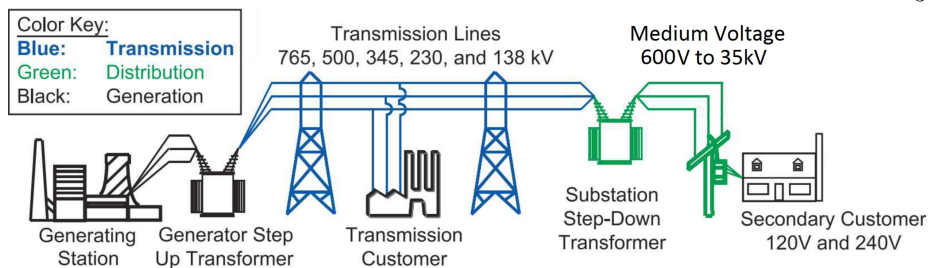 Color Key:
Blue: Transmission
Green: Distribution
Black: Generation
Transmission Lines
765, 500, 345, 230, and 138 kV
Medium Voltage
600V to 35kV
Generating
Station
Generator Step
Up Transformer
Transmission
Customer
Substation
Step-Down
Transformer
Secondary Customer
120V and 240V